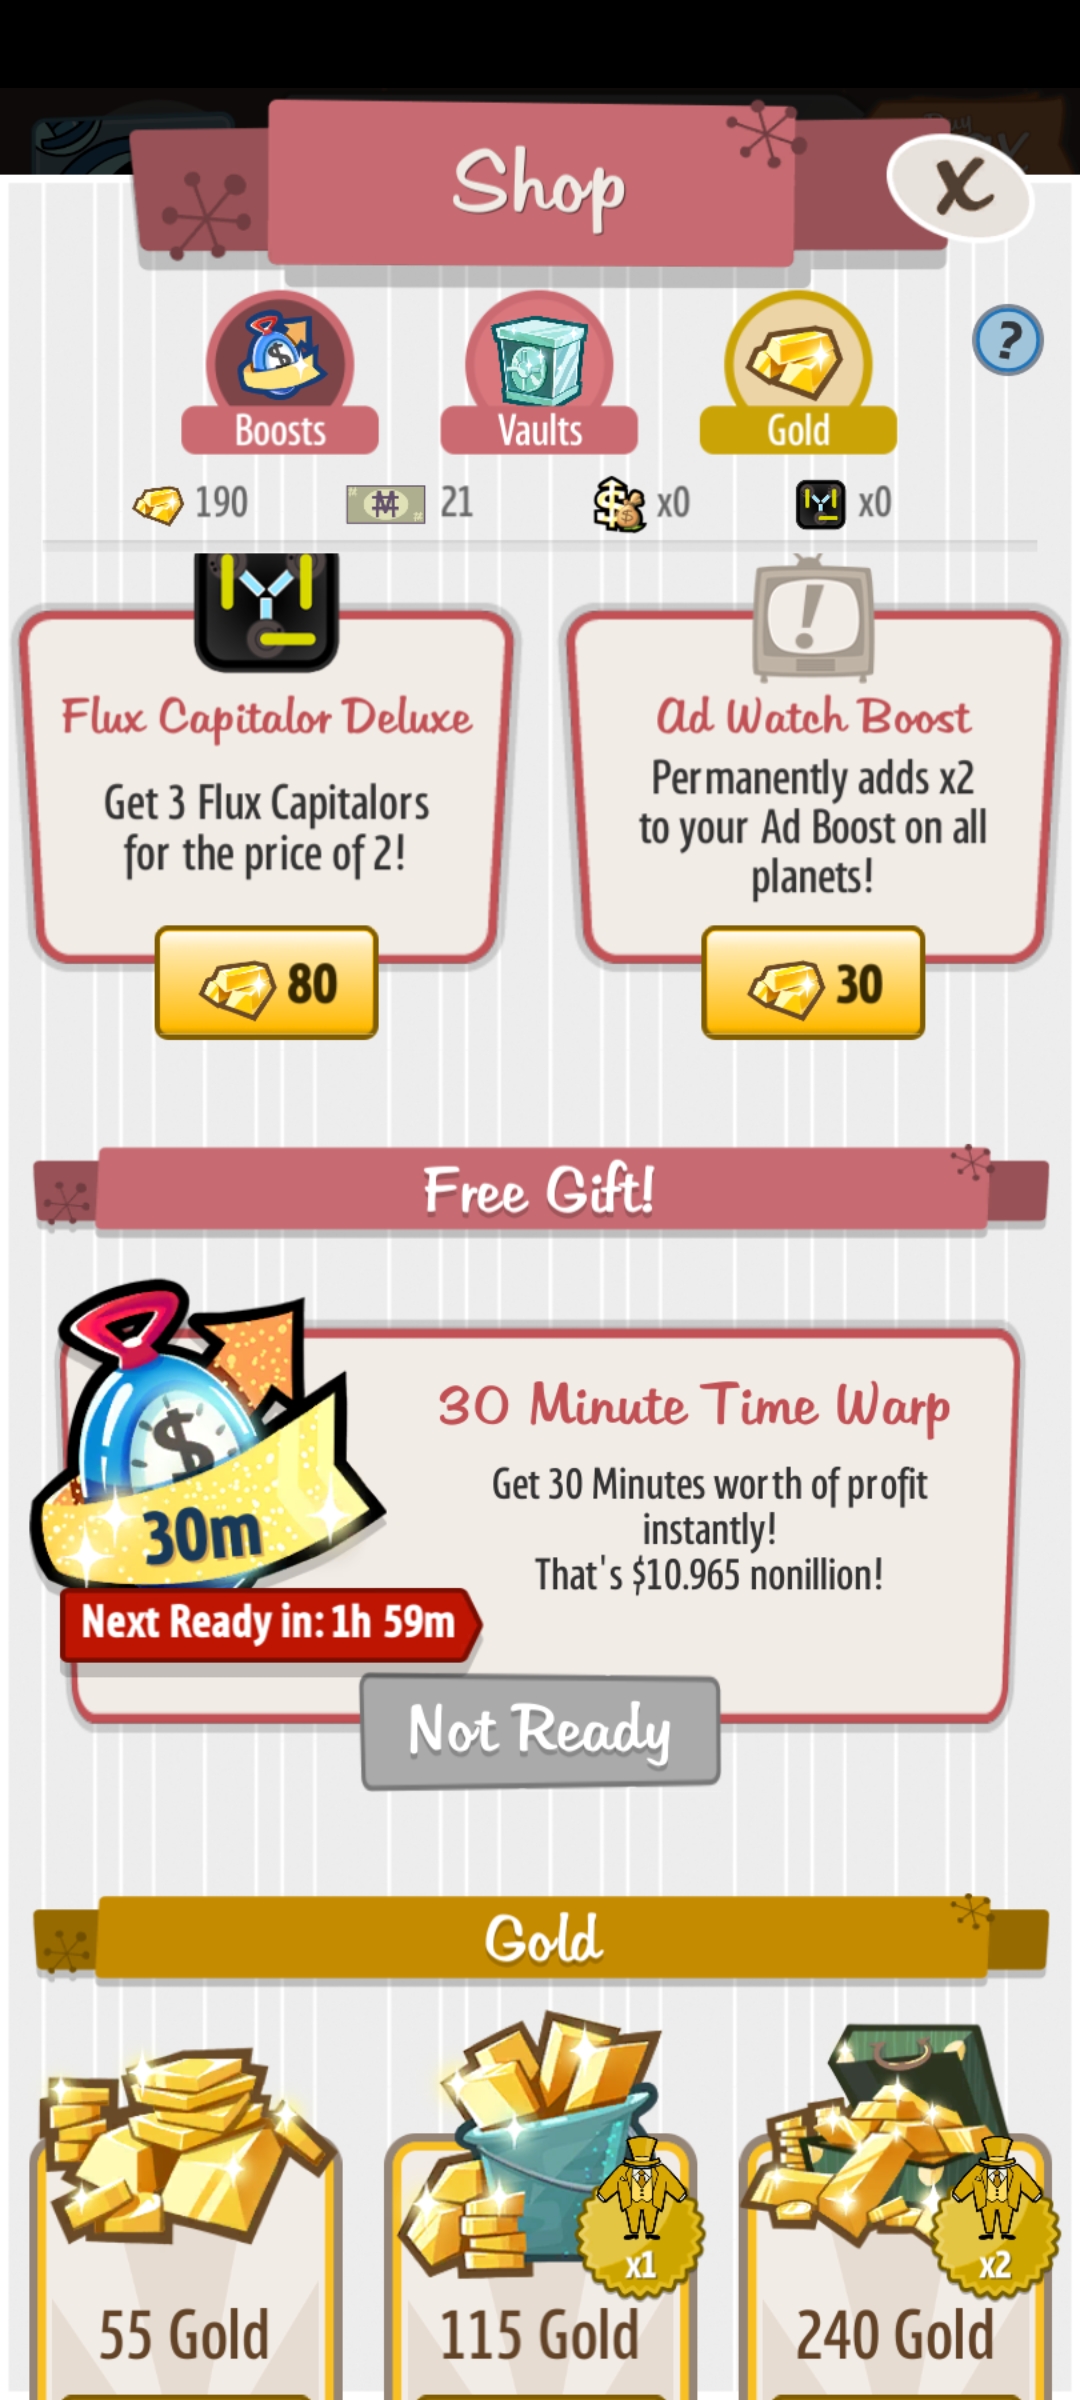 Shop
X
?
Boosts
Vaults
Gold
190
21
x0
x0
Flux Capitalor Deluxe
Get 3 Flux Capitalors
for the price of 2!
80
Ad Watch Boost
Permanently adds x2
to your Ad Boost on all
planets!
30
Free Gift!
30m
30 Minute Time Warp
Get 30 Minutes worth of profit
instantly!
That's $10.965 nonillion!
Next Ready in: 1h 59m
Not Ready
Gold
x1
x2
55 Gold
115 Gold
240 Gold